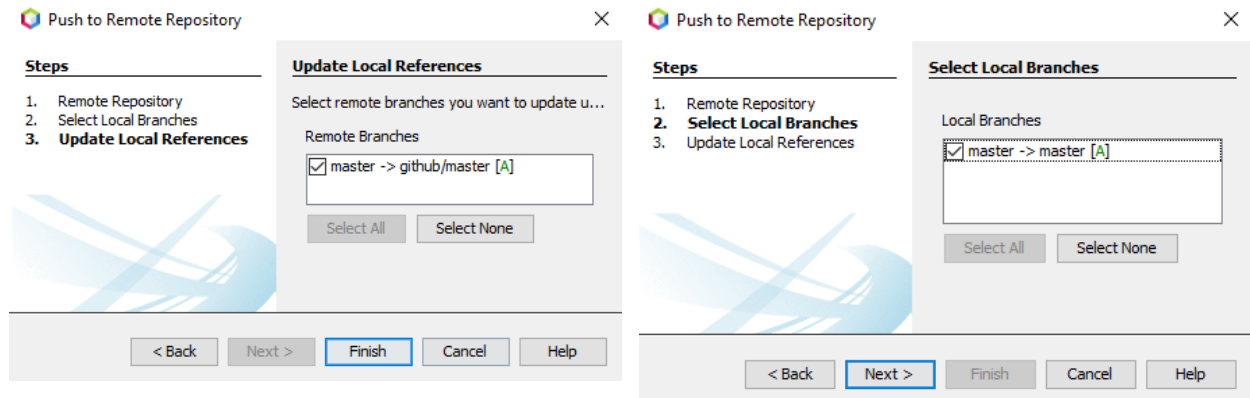 Push to Remote Repository
Steps
1. Remote Repository
2. Select Local Branches
3. Update Local References
Update Local References
Select remote branches you want to update u...
Remote Branches
master -> github/master [A]
Select All Select None
< Back Next > Finish Cancel Help
Push to Remote Repository
Steps
1. Remote Repository
2. Select Local Branches
3. Update Local References
Select Local Branches
Local Branches
master -> master [A]
Select All Select None
< Back Next > Finish Cancel Help